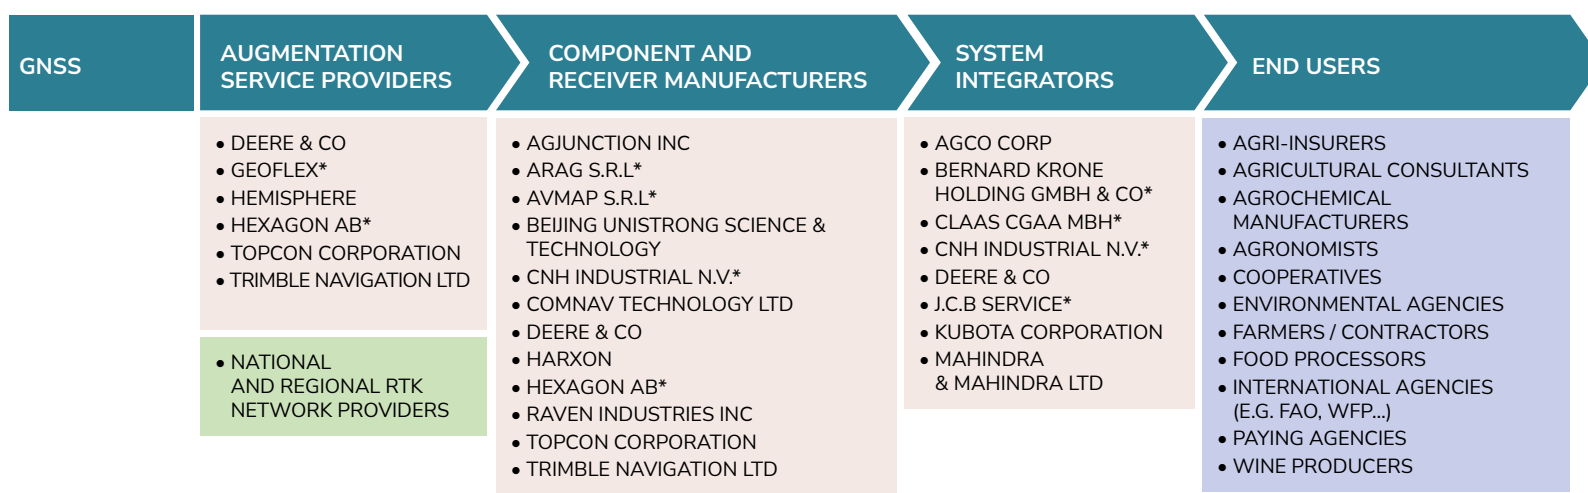 GNSS
AUGMENTATION
SERVICE PROVIDERS
COMPONENT AND
RECEIVER MANUFACTURERS
SYSTEM
INTEGRATORS
END USERS
• DEERE & CO
• GEOFLEX*
• HEMISPHERE
• HEXAGON AB*
• TOPCON CORPORATION
• TRIMBLE NAVIGATION LTD
• NATIONAL
AND REGIONAL RTK
NETWORK PROVIDERS
• AGJUNCTION INC
• ARAG S.R.L*
• AVMAP S.R.L*
• BEIJING UNISTRONG SCIENCE &
TECHNOLOGY
• CNH INDUSTRIAL N.V.*
• COMNAV TECHNOLOGY LTD
• DEERE & CO
• HARXON
• HEXAGON AB*
• RAVEN INDUSTRIES INC
• TOPCON CORPORATION
• TRIMBLE NAVIGATION LTD
• AGCO CORP
• BERNARD KRONE
HOLDING GMBH & CO*
• CLAAS CGAA MBH*
• CNH INDUSTRIAL N.V.*
• DEERE & CO
• J.C.B SERVICE*
• KUBOTA CORPORATION
• MAHINDRA
& MAHINDRA LTD
• AGRI-INSURERS
• AGRICULTURAL CONSULTANTS
• AGROCHEMICAL
MANUFACTURERS
• AGRONOMISTS
• COOPERATIVES
• ENVIRONMENTAL AGENCIES
• FARMERS / CONTRACTORS
• FOOD PROCESSORS
• INTERNATIONAL AGENCIES
(E.G. FAO, WFP...)
• PAYING AGENCIES
• WINE PRODUCERS